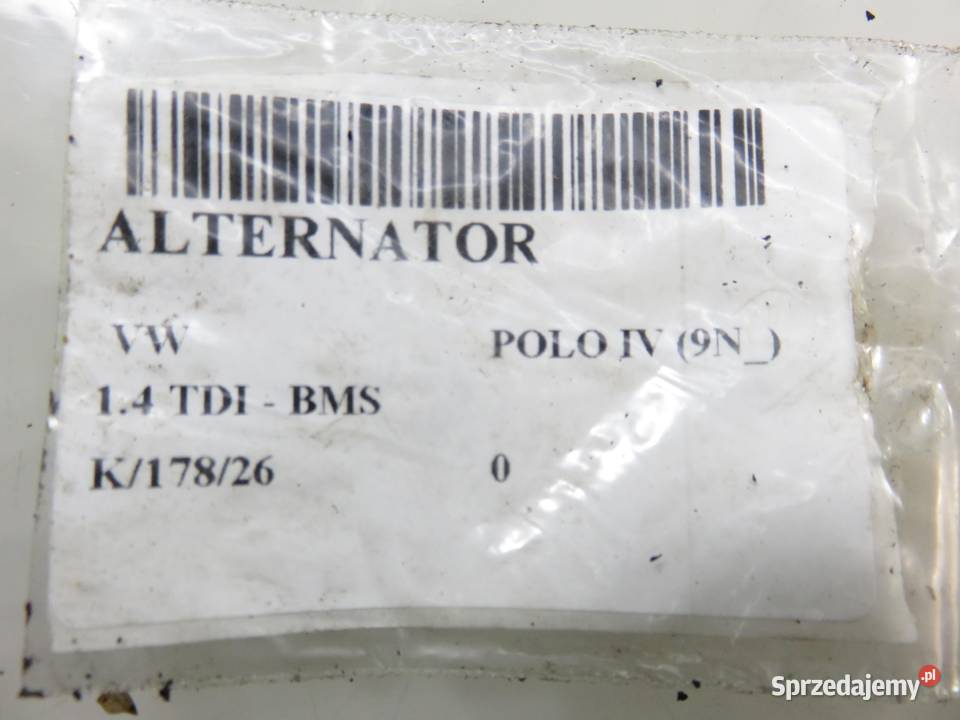 ALTERNATOR
VW POLO IV (9N_)
1.4 TDI - BMS
K/178/26 0
Sprzedajemy.pl